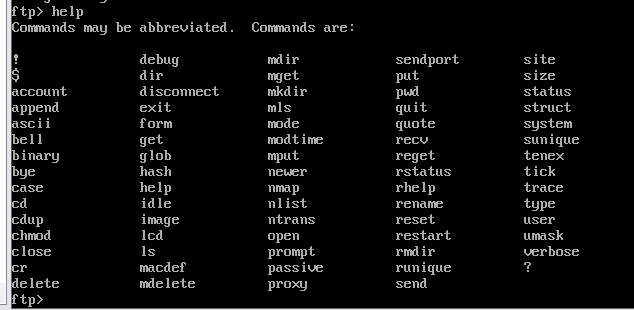 ftp> help
Commands may be abbreviated.  Commands are:
!               debug           mdir            sendport        site
$               dir             mget            put             size
account         disconnect      mkdir           pwd             status
append          exit            mls             quit            struct
ascii           form            mode            quote           system
bell            get             modtime         recv            sunique
binary          glob            mput            reget           tenex
bye             hash            newer           rstatus         tick
case            help            nmap            rhelp           trace
cd              idle            nlist           rename          type
cdup            image           ntrans          reset           user
chmod           lcd             open            restart         umask
close           ls              prompt          rmdir           verbose
cr              macdef          passive         runique         ?
delete          mdelete         proxy           send
ftp>